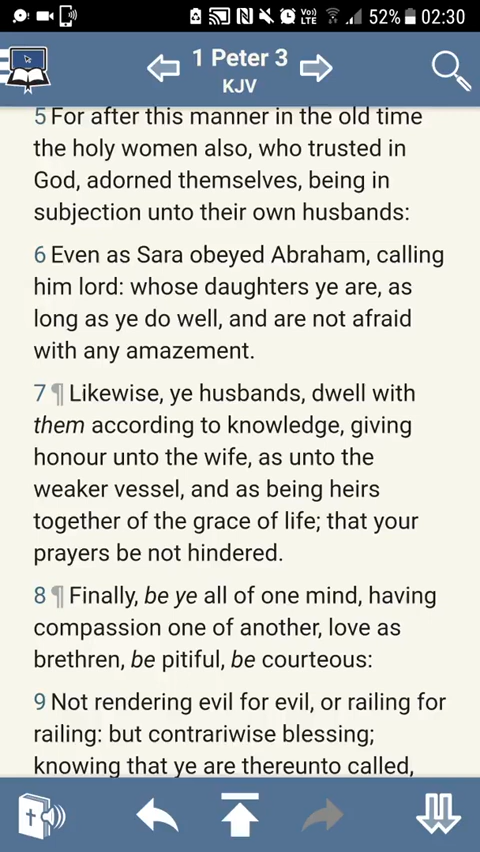 Vo)) LTE 52% 02:30
1 Peter 3
KJV
5 For after this manner in the old time
the holy women also, who trusted in
God, adorned themselves, being in
subjection unto their own husbands:
6 Even as Sara obeyed Abraham, calling
him lord: whose daughters ye are, as
long as ye do well, and are not afraid
with any amazement.
7 ¶ Likewise, ye husbands, dwell with
them according to knowledge, giving
honour unto the wife, as unto the
weaker vessel, and as being heirs
together of the grace of life; that your
prayers be not hindered.
8 ¶ Finally, be ye all of one mind, having
compassion one of another, love as
brethren, be pitiful, be courteous:
9 Not rendering evil for evil, or railing for
railing: but contrariwise blessing;
knowing that ye are thereunto called,